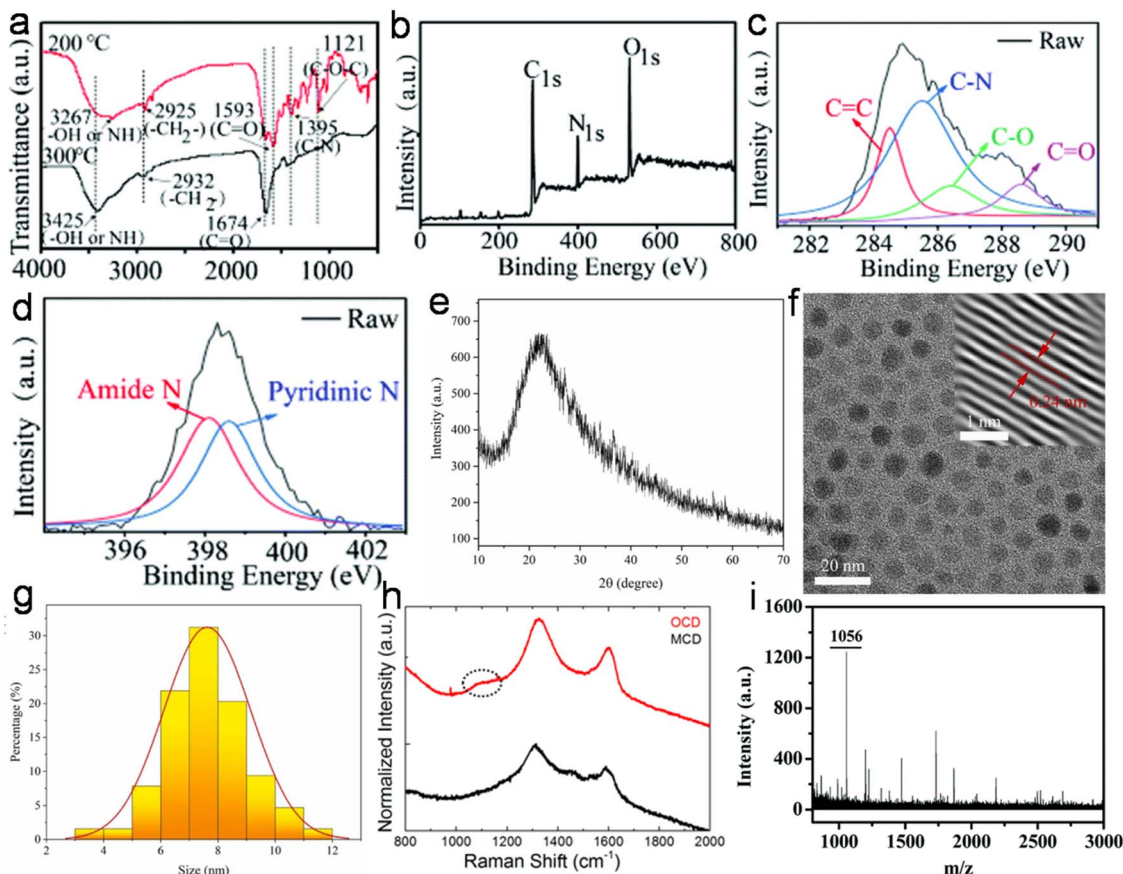 a
Transmittance (a.u.)
200 °C
1121
(C-O-C)
1593
3267
2925
-OH or NH)
(-CH2-)
(C=O)
1395
(C-N)
300°C
2932
(-CH2-)
3425
1674
(-OH or NH)
(C=O)
4000 3000 2000 1000
b
Intensity (a.u.)
C1s
N1s
O1s
0 200 400 600 800
Binding Energy (eV)
c
Intensity (a.u.)
Raw
C=C
C-N
C-O
C=O
282 284 286 288 290
Binding Energy (eV)
d
Intensity (a.u.)
Raw
Amide N
Pyridinic N
396 398 400 402
Binding Energy (eV)
e
Intensity (a.u.)
700
600
500
400
300
200
100
10 20 30 40 50 60 70
2θ (degree)
f
0.24 nm
1 nm
20 nm
g
Percentage (%)
30
25
20
15
10
5
0
2 4 6 8 10 12
Size (nm)
h
Normalized Intensity (a.u.)
OCD
MCD
800 1000 1200 1400 1600 1800 2000
Raman Shift (cm-1)
i
Intensity (a.u.)
1600
1200
800
400
0
1056
1000 1500 2000 2500 3000
m/z